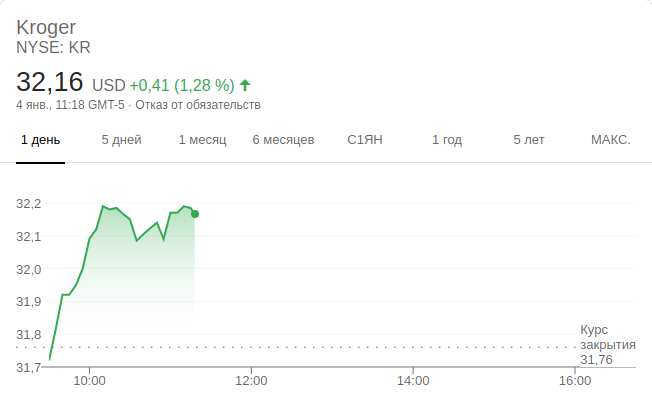 Kroger
NYSE: KR
32,16 USD +0,41 (1,28 %)
4 янв., 11:18 GMT-5 · Отказ от обязательств
1 день 5 дней 1 месяц 6 месяцев С1ЯН 1 год 5 лет МАКС.
32,2
32,1
32,0
31,9
31,8
31,7
Курс
закрытия
31,76
10:00 12:00 14:00 16:00